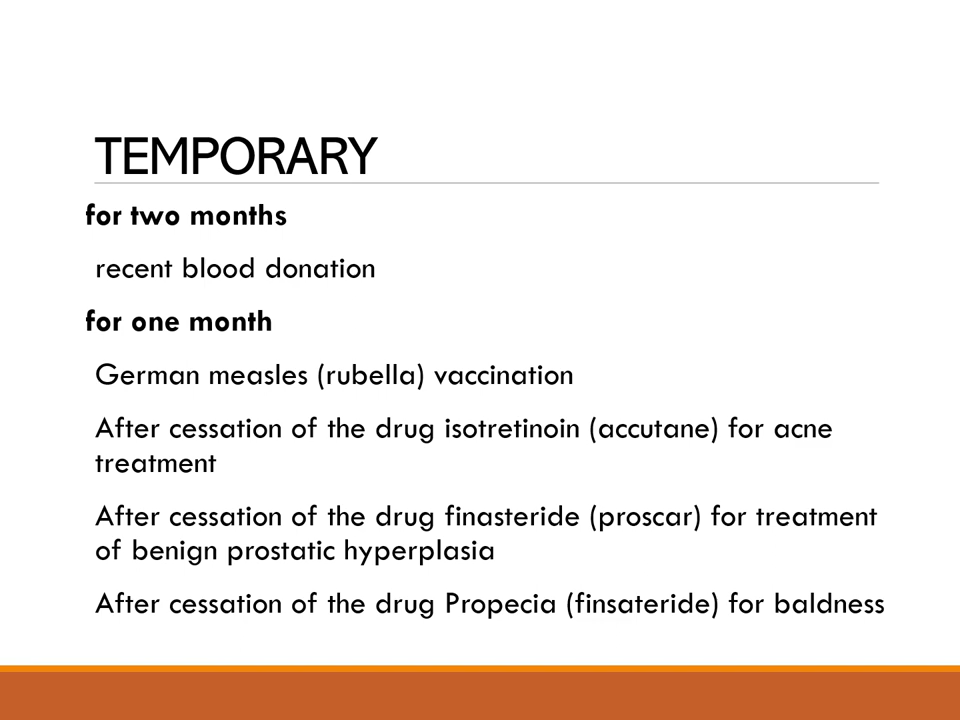 TEMPORARY
for two months
recent blood donation
for one month
German measles (rubella) vaccination
After cessation of the drug isotretinoin (accutane) for acne
treatment
After cessation of the drug finasteride (proscar) for treatment
of benign prostatic hyperplasia
After cessation of the drug Propecia (finsateride) for baldness